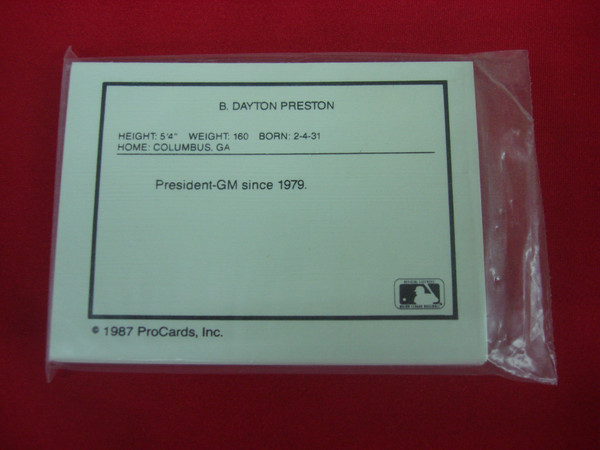 B. DAYTON PRESTON
HEIGHT: 5'4" WEIGHT: 160 BORN: 2-4-31
HOME: COLUMBUS, GA
President-GM since 1979.
© 1987 ProCards, Inc.